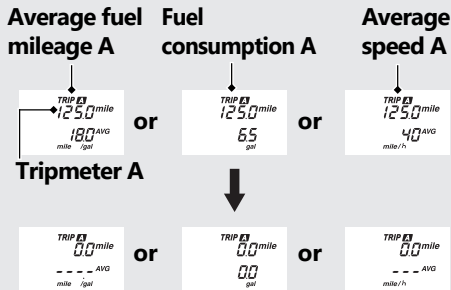 Average fuel mileage A
Fuel consumption A
Average speed A
TRIP A
125.0 mile
18.0 AVG
mile /gal
or
TRIP A
125.0 mile
6.5
gal
or
TRIP A
125.0 mile
40 AVG
mile/h
Tripmeter A
TRIP A
0.0 mile
---- AVG
mile /gal
or
TRIP A
0.0 mile
0.0
gal
or
TRIP A
0.0 mile
--- AVG
mile/h